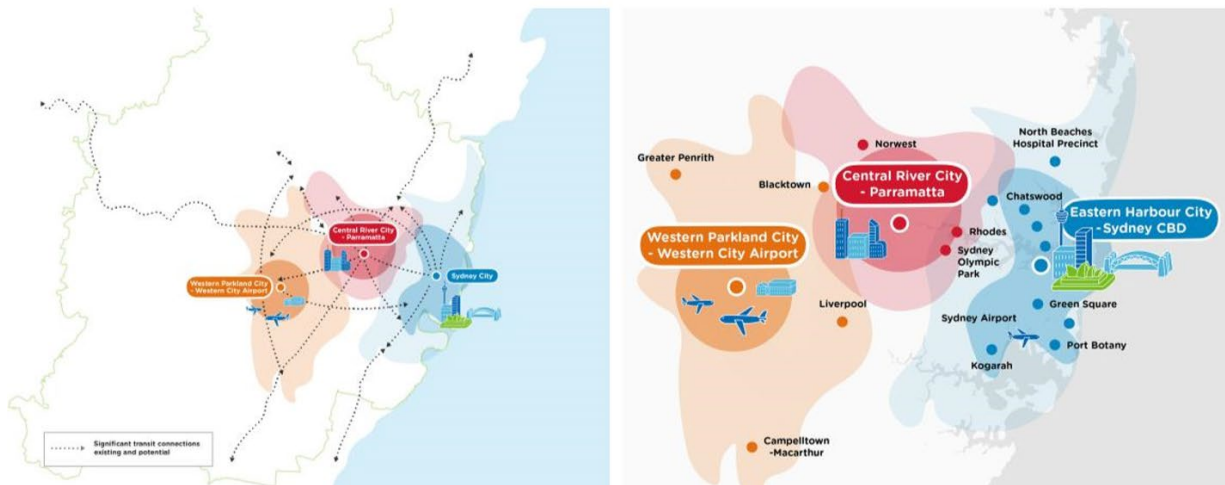 Central River City
- Parramatta
Western Parkland City
- Western City Airport
Sydney City
Significant transit connections
existing and potential
North Beaches
Hospital Precinct
Norwest
Greater Penrith
Central River City
- Parramatta
Blacktown
Chatswood
Eastern Harbour City
-Sydney CBD
Rhodes
Western Parkland City
- Western City Airport
Sydney
Olympic
Park
Liverpool
Green Square
Sydney Airport
Port Botany
Kogarah
Campelltown
-Macarthur